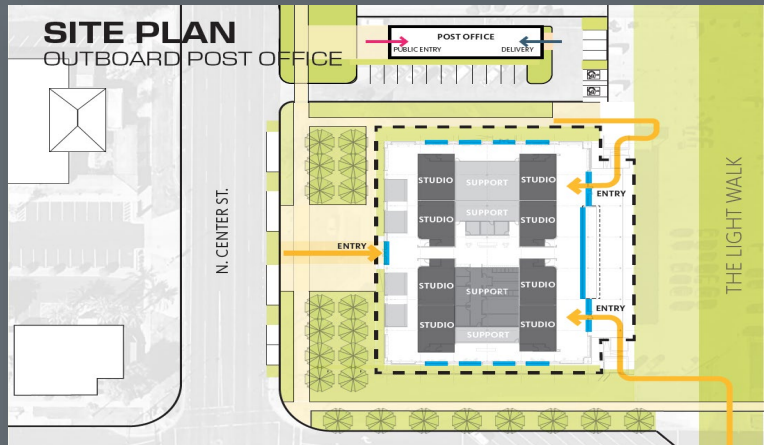 SITE PLAN
OUTBOARD POST OFFICE
POST OFFICE
PUBLIC ENTRY
DELIVERY
N. CENTER ST.
THE LIGHT WALK
STUDIO
SUPPORT
STUDIO
ENTRY
STUDIO
SUPPORT
STUDIO
ENTRY
STUDIO
SUPPORT
STUDIO
ENTRY
STUDIO
SUPPORT
STUDIO